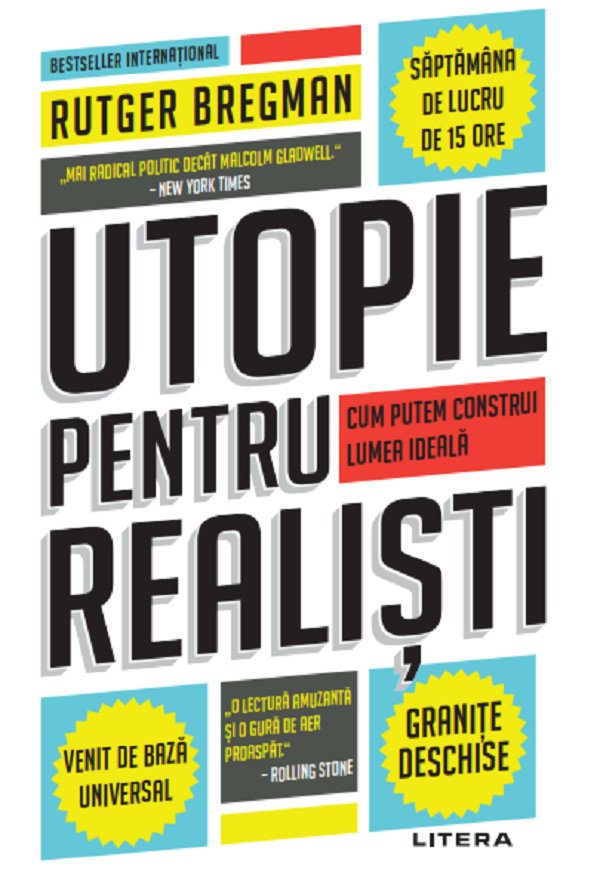 BESTSELLER INTERNAȚIONAL
RUTGER BREGMAN
„MAI RADICAL POLITIC DECÂT MALCOLM GLADWELL.“
– NEW YORK TIMES
SĂPTĂMÂNA
DE LUCRU
DE 15 ORE
UTOPIE
PENTRU
CUM PUTEM CONSTRUI
LUMEA IDEALĂ
REALIȘTI
VENIT DE BAZĂ
UNIVERSAL
„O LECTURĂ AMUZANTĂ
ȘI O GURĂ DE AER
PROASPĂT.“
– ROLLING STONE
GRANIȚE
DESCHISE
LITERA